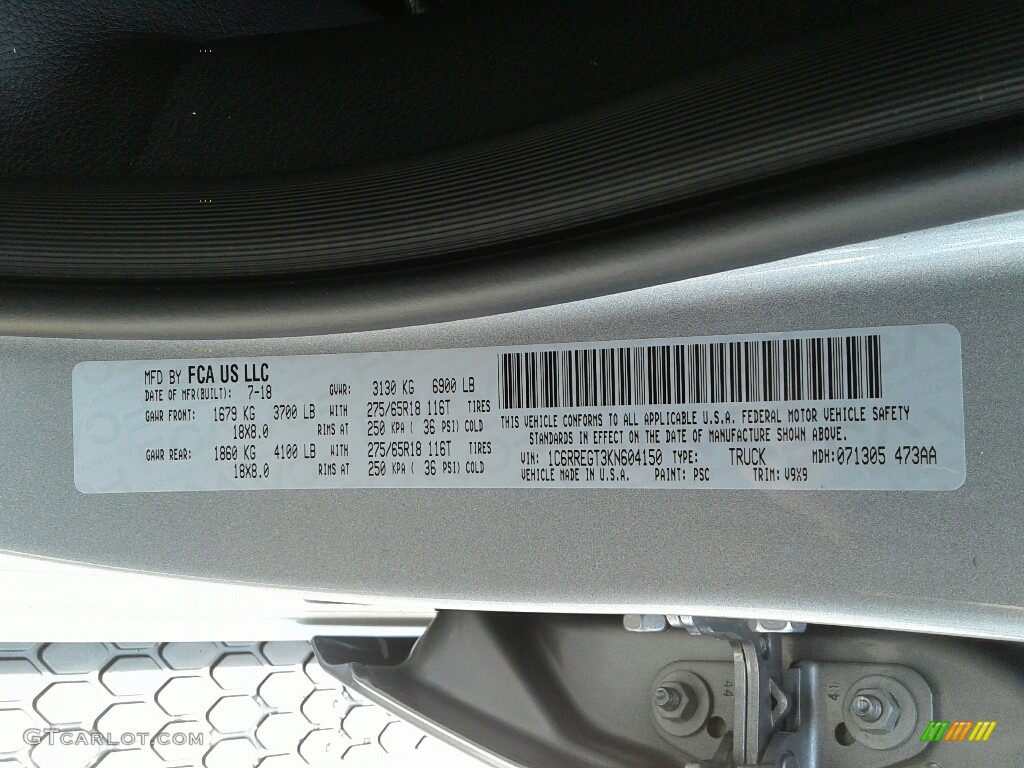 MFD BY FCA US LLC
DATE OF MFR(BUILT): 7-18 GVWR: 3130 KG 6900 LB
GAWR FRONT: 1679 KG 3700 LB WITH 275/65R18 116T TIRES
18X8.0 RIMS AT 250 KPA ( 36 PSI) COLD
GAWR REAR: 1860 KG 4100 LB WITH 275/65R18 116T TIRES
18X8.0 RIMS AT 250 KPA ( 36 PSI) COLD
THIS VEHICLE CONFORMS TO ALL APPLICABLE U.S.A. FEDERAL MOTOR VEHICLE SAFETY
STANDARDS IN EFFECT ON THE DATE OF MANUFACTURE SHOWN ABOVE.
VIN: 1C6RREGT3KN604150 TYPE: TRUCK MDH: 071305 473AA
VEHICLE MADE IN U.S.A. PAINT: PSC TRIM: V9X9
44
41
GTCarlot.com